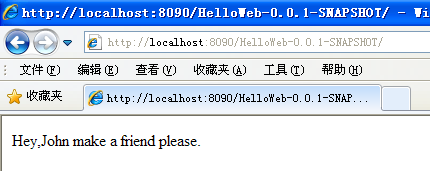 http://localhost:8090/HelloWeb-0.0.1-SNAPSHOT/ - Wi
http://localhost:8090/HelloWeb-0.0.1-SNAPSHOT/
文件(F) 编辑(E) 查看(V) 收藏夹(A) 工具(T) 帮助(H)
收藏夹 http://localhost:8090/HelloWeb-0.0.1-SNAP...
Hey,John make a friend please.